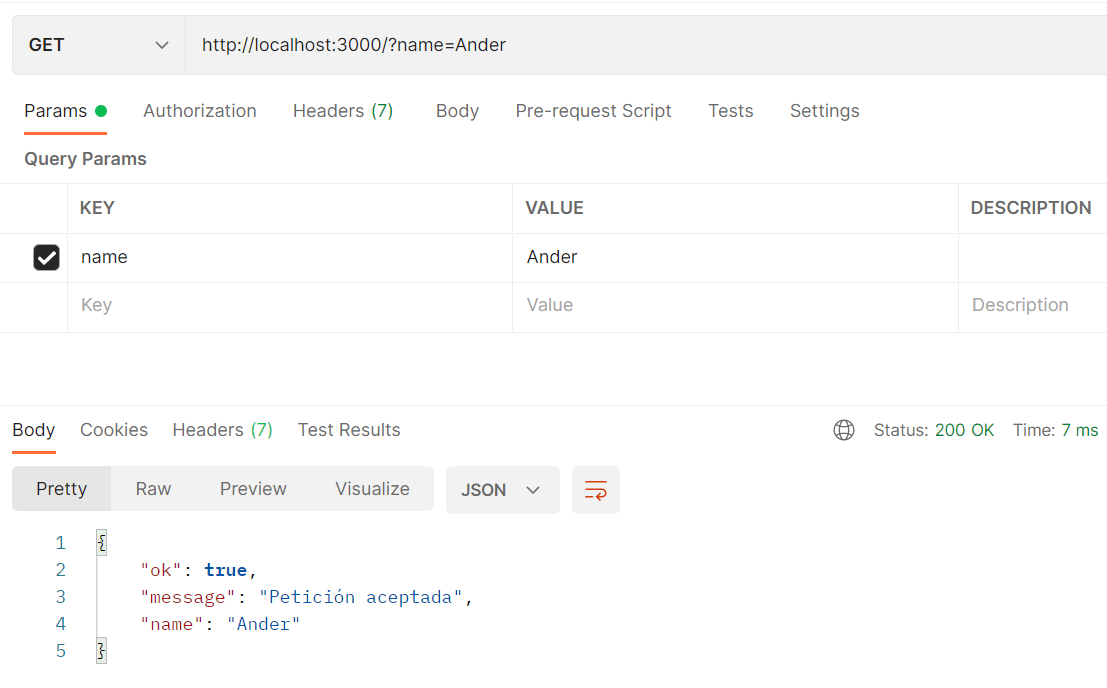 GET http://localhost:3000/?name=Ander
Params Authorization Headers (7) Body Pre-request Script Tests Settings
Query Params
KEY VALUE DESCRIPTION
name Ander
Key Value Description
Body Cookies Headers (7) Test Results Status: 200 OK Time: 7 ms
Pretty Raw Preview Visualize JSON
1 {
2 "ok": true,
3 "message": "Petición aceptada",
4 "name": "Ander"
5 }